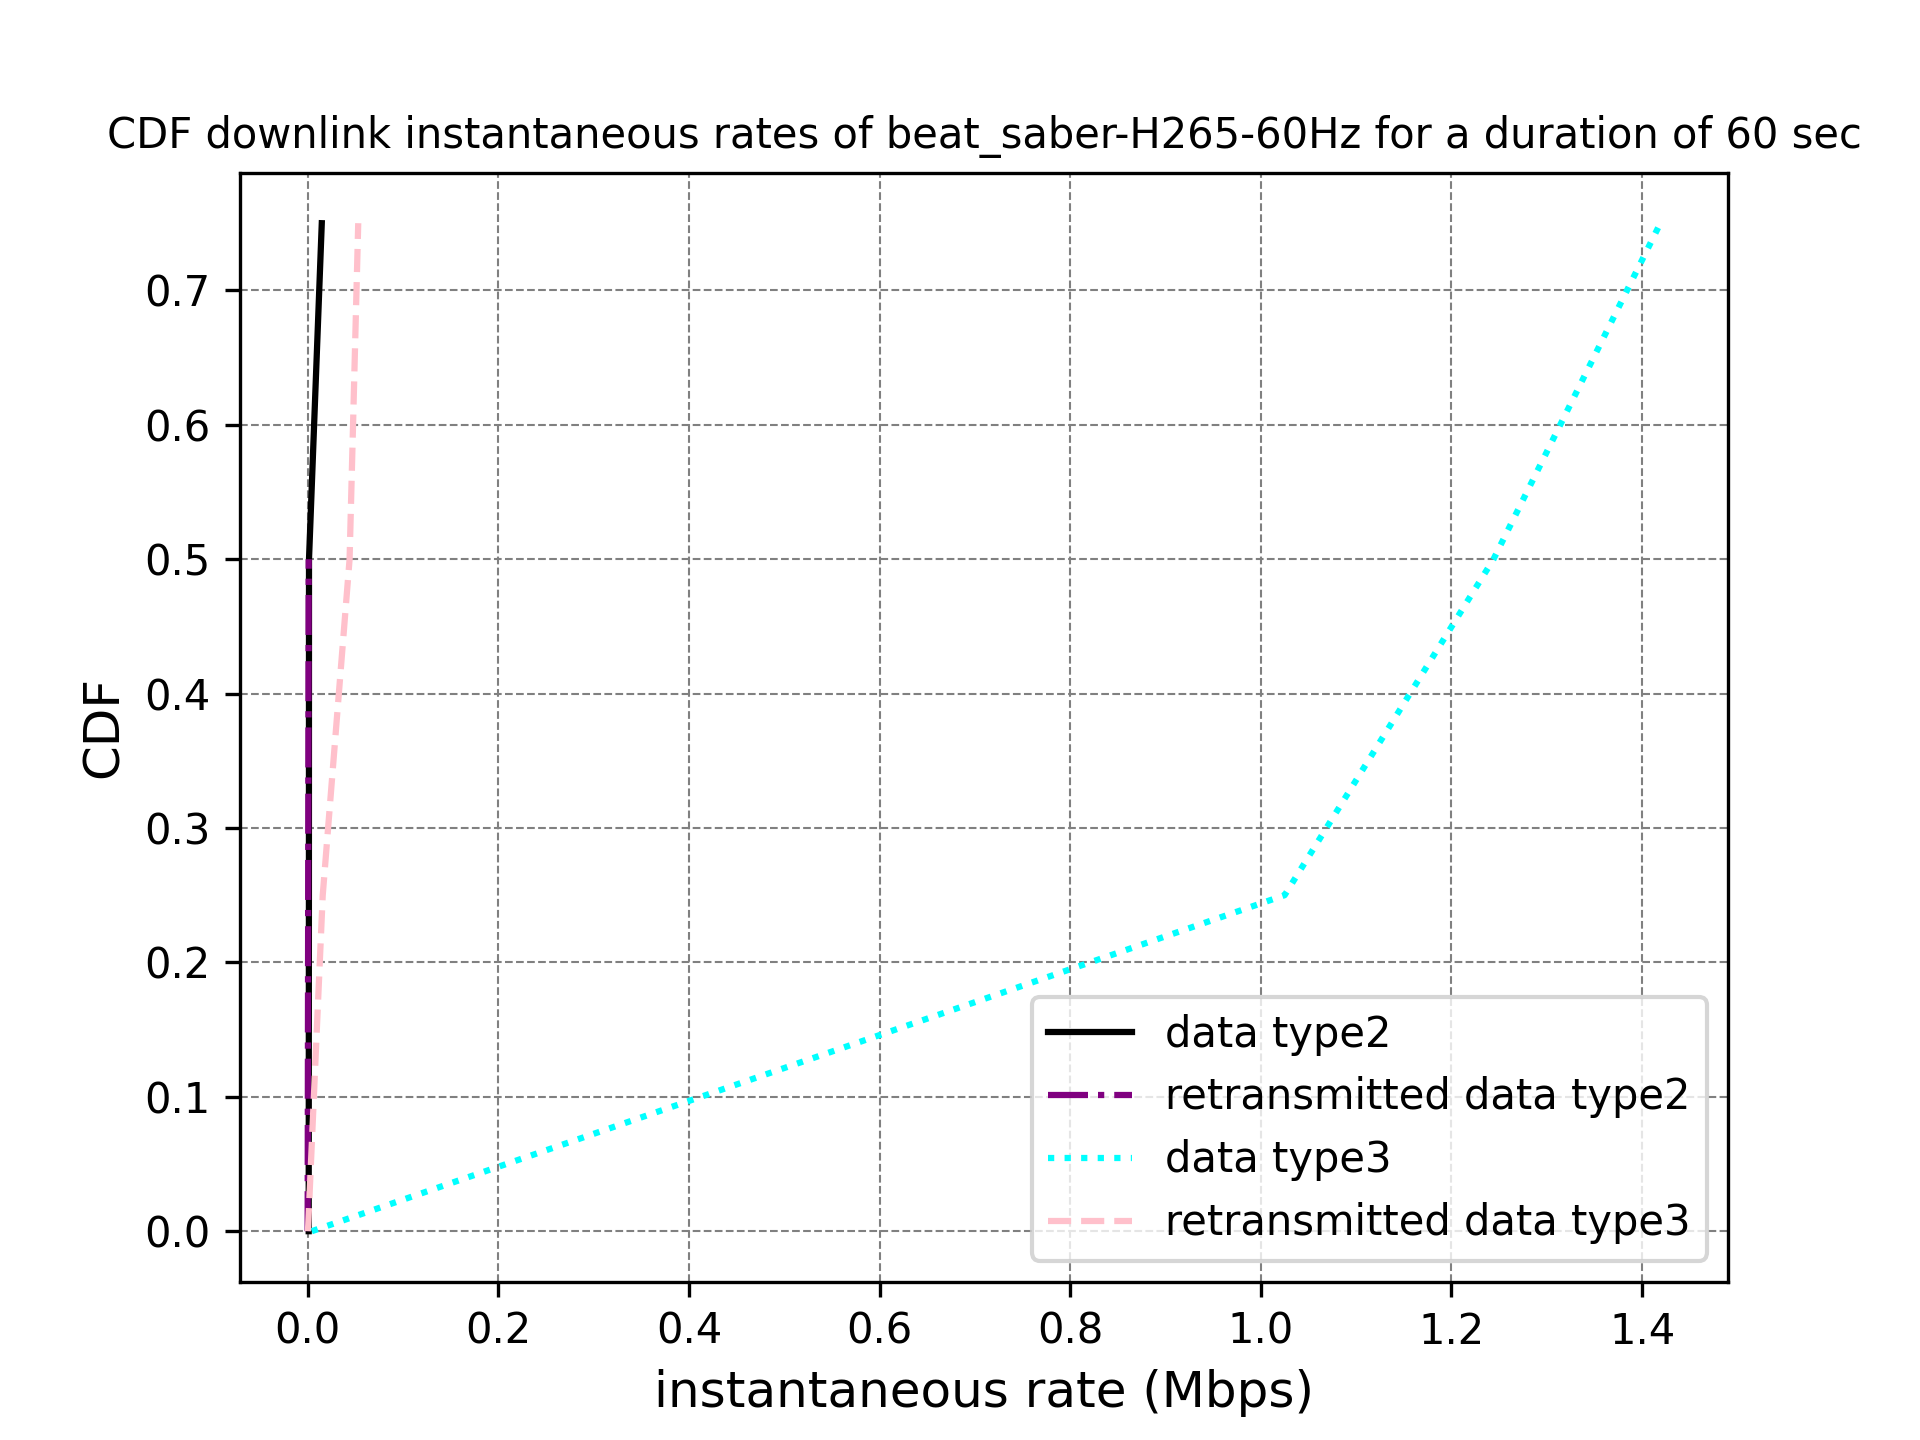 CDF downlink instantaneous rates of beat_saber-H265-60Hz for a duration of 60 sec
0.7
0.6
0.5
0.4
0.3
0.2
0.1
0.0
CDF
data type2
retransmitted data type2
data type3
retransmitted data type3
0.0 0.2 0.4 0.6 0.8 1.0 1.2 1.4
instantaneous rate (Mbps)